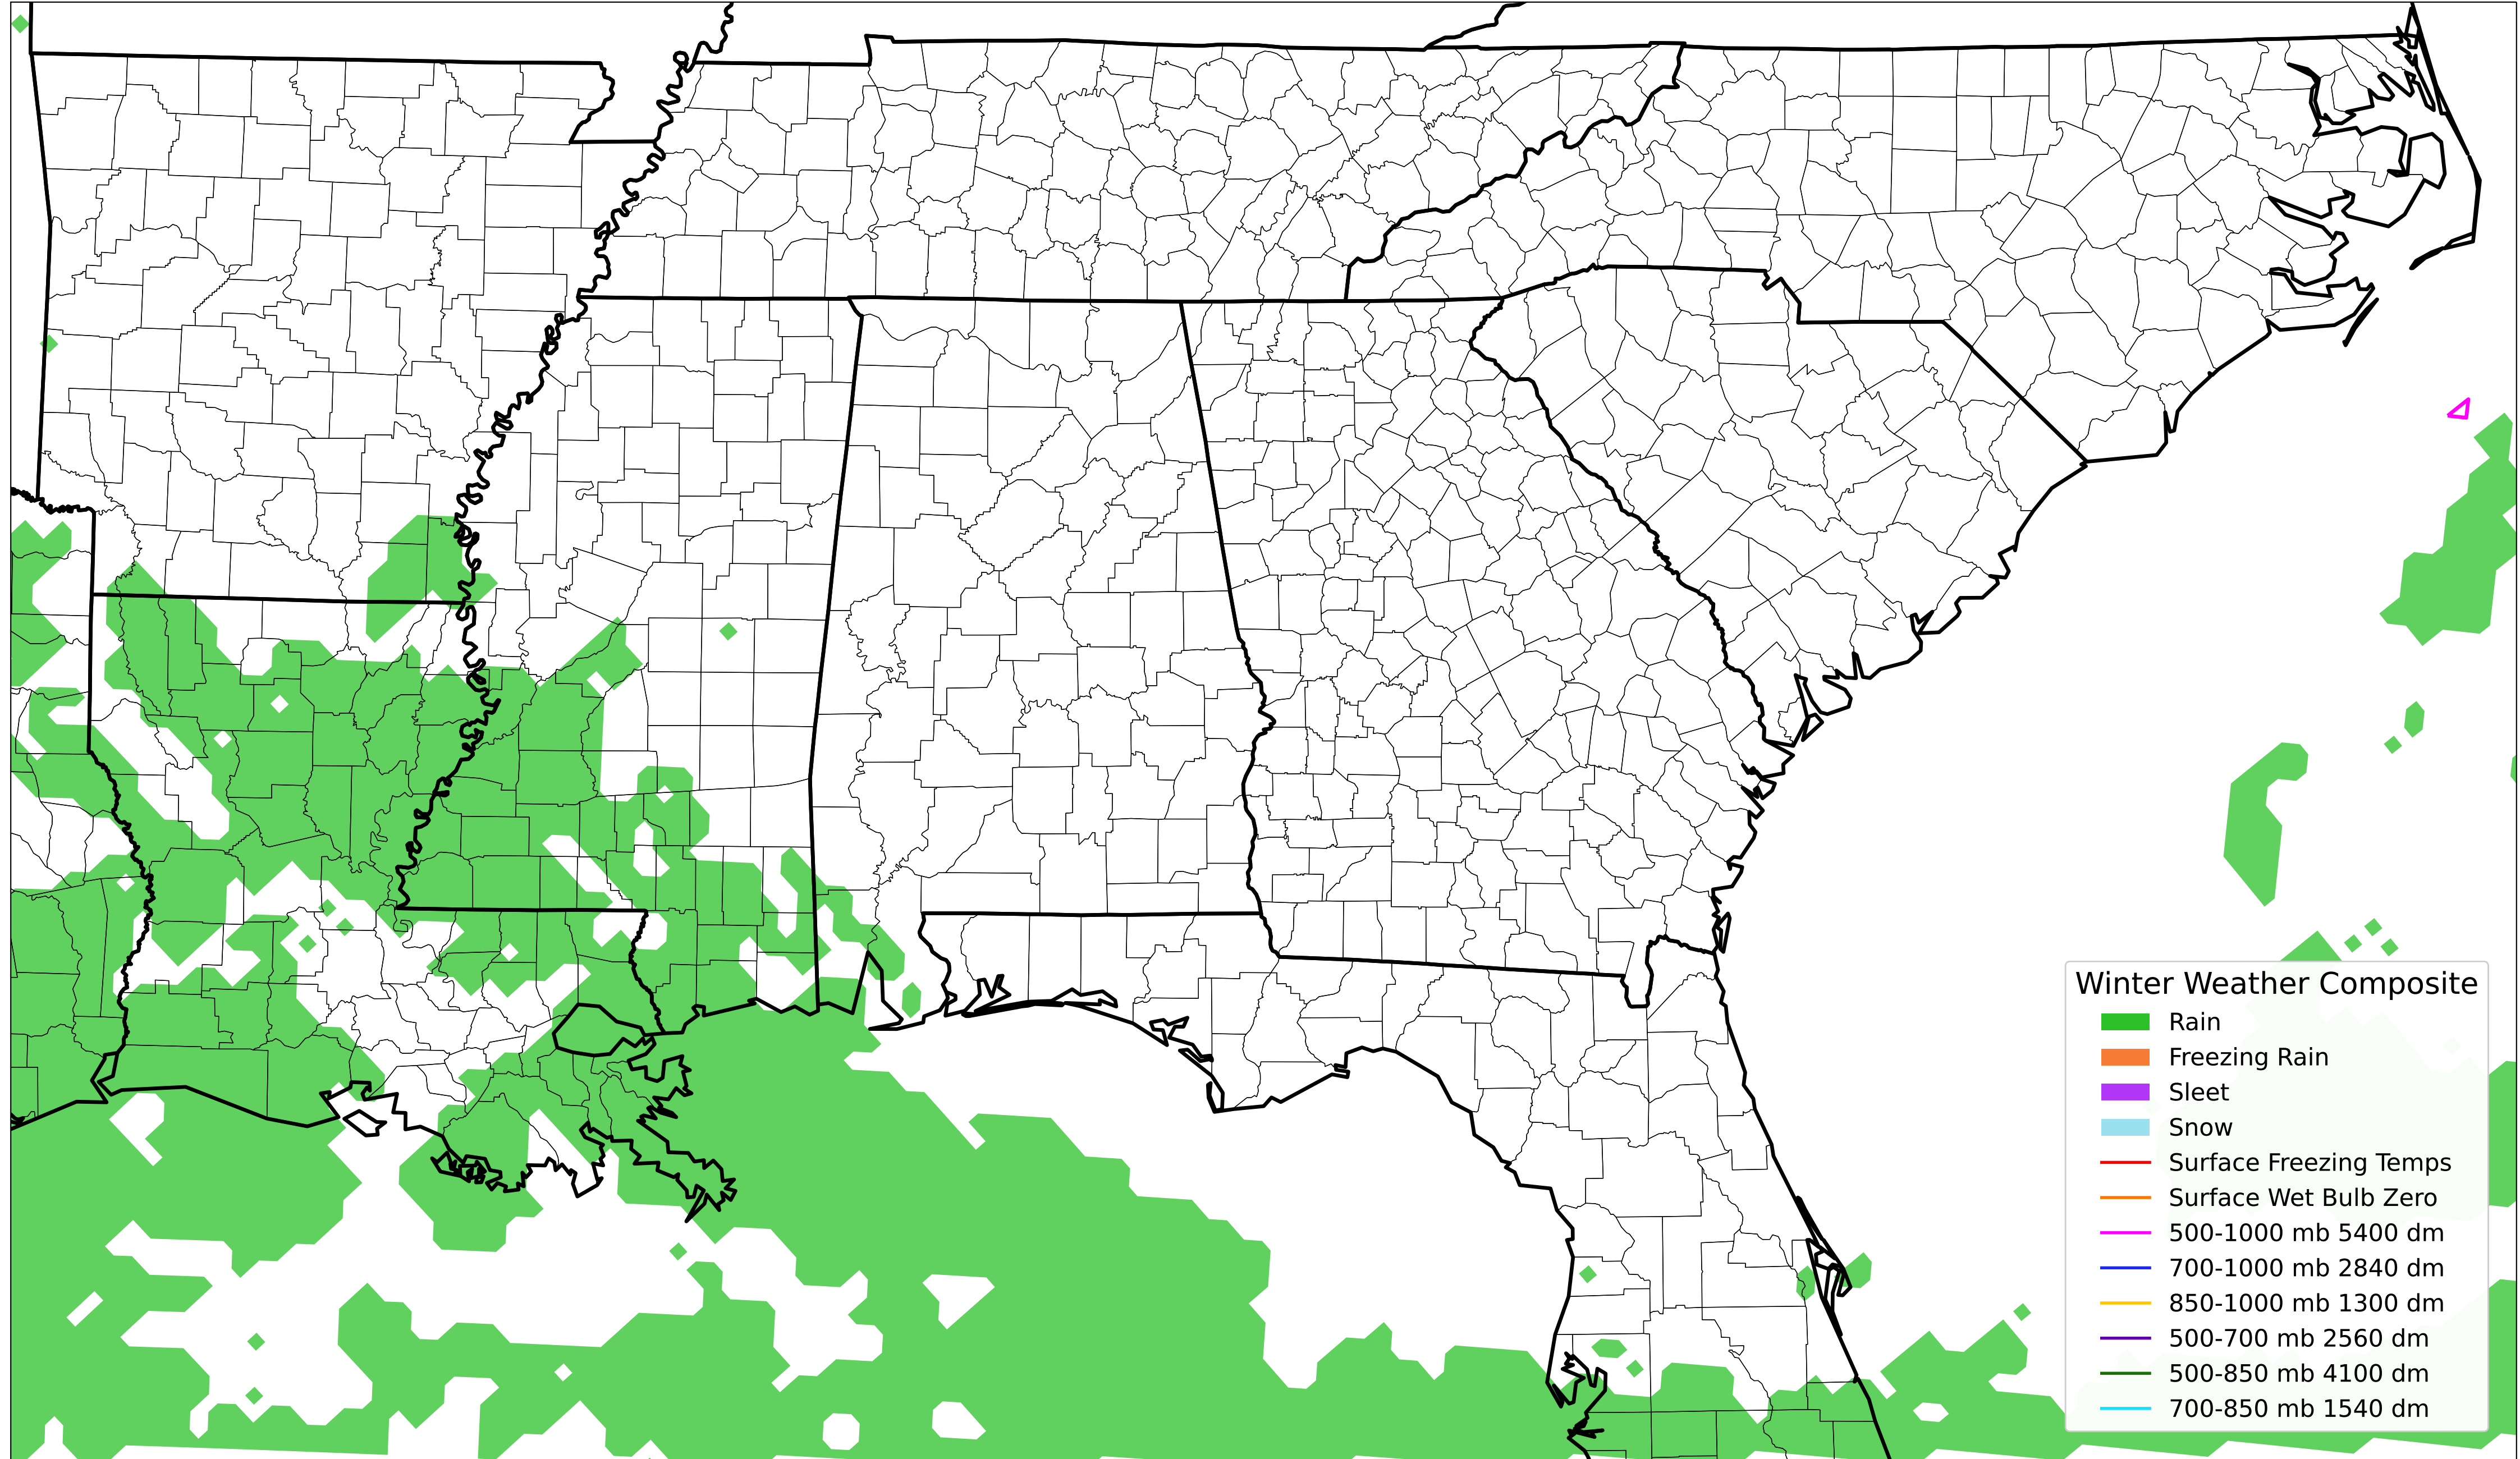 Winter Weather Composite
Rain
Freezing Rain
Sleet
Snow
Surface Freezing Temps
Surface Wet Bulb Zero
500-1000 mb 5400 dm
700-1000 mb 2840 dm
850-1000 mb 1300 dm
500-700 mb 2560 dm
500-850 mb 4100 dm
700-850 mb 1540 dm